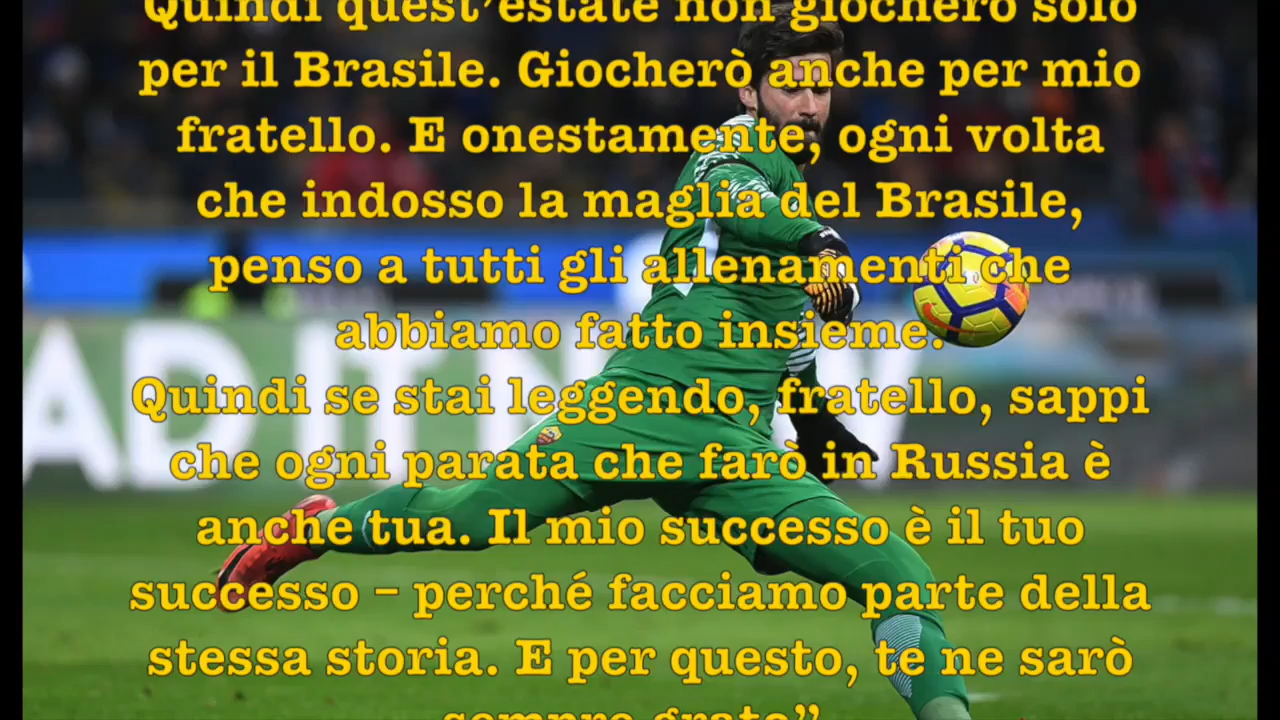 Quindi quest'estate non giocherò solo
per il Brasile. Giocherò anche per mio
fratello. E onestamente, ogni volta
che indosso la maglia del Brasile,
penso a tutti gli allenamenti che
abbiamo fatto insieme.
Quindi se stai leggendo, fratello, sappi
che ogni parata che farò in Russia è
anche tua. Il mio successo è il tuo
successo – perché facciamo parte della
stessa storia. E per questo, te ne sarò
sempre grato”